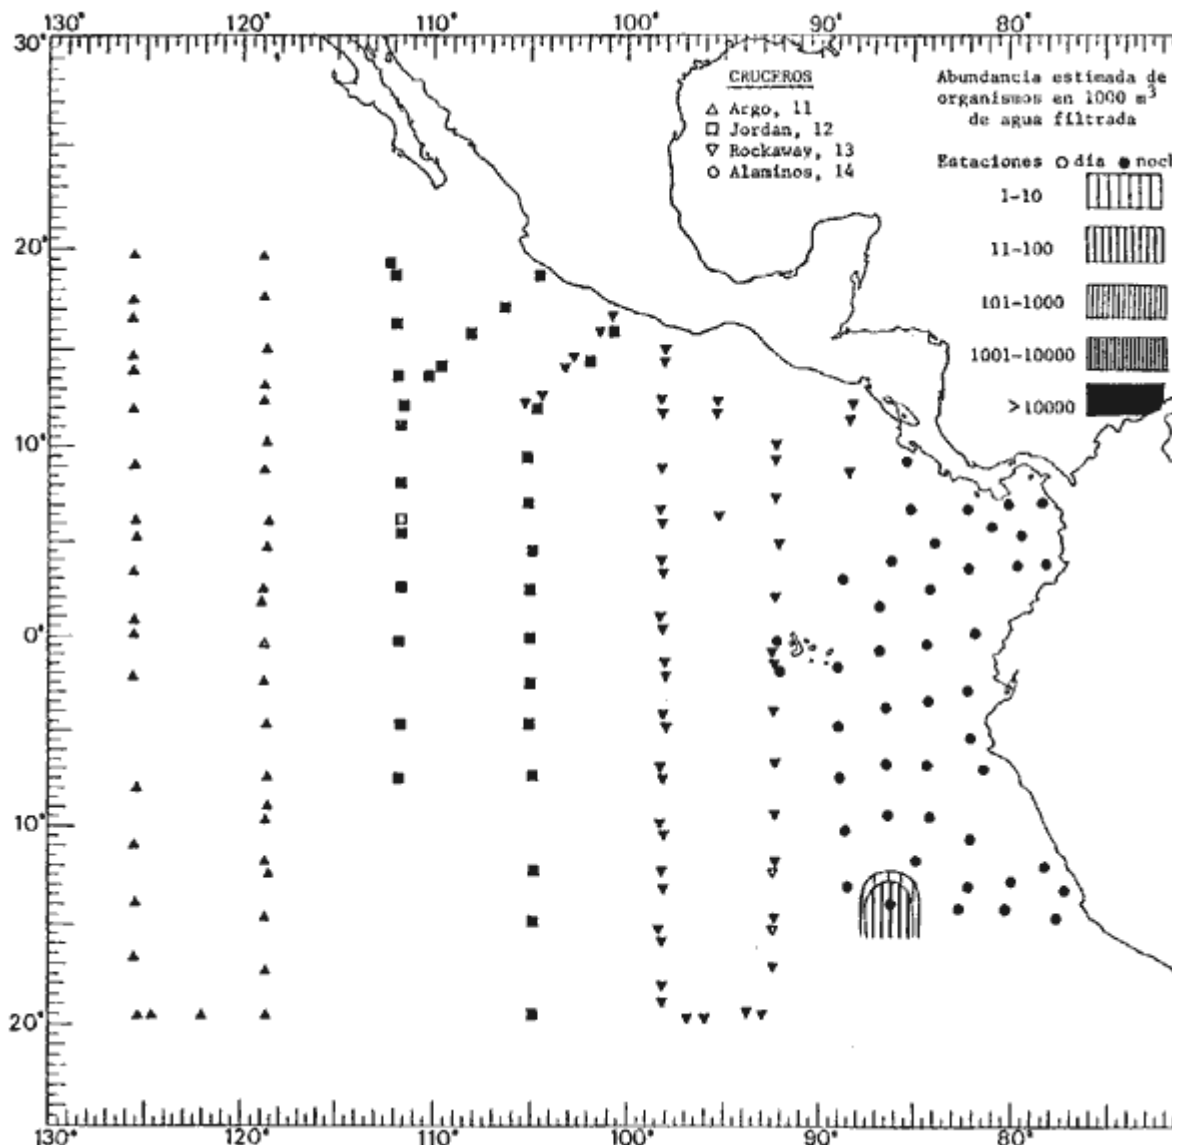 130° 120° 110° 100° 90° 80°
30°
20°
10°
0°
10°
20°
CRUCEROS
△ Argo, 11
□ Jordan, 12
▽ Rockaway, 13
○ Alaminos, 14
Abundancia estimada de
organismos en 1000 m³
de agua filtrada
Estaciones ○ día ● noch
1-10
11-100
101-1000
1001-10000
>10000
130° 120° 110° 100° 90° 80°